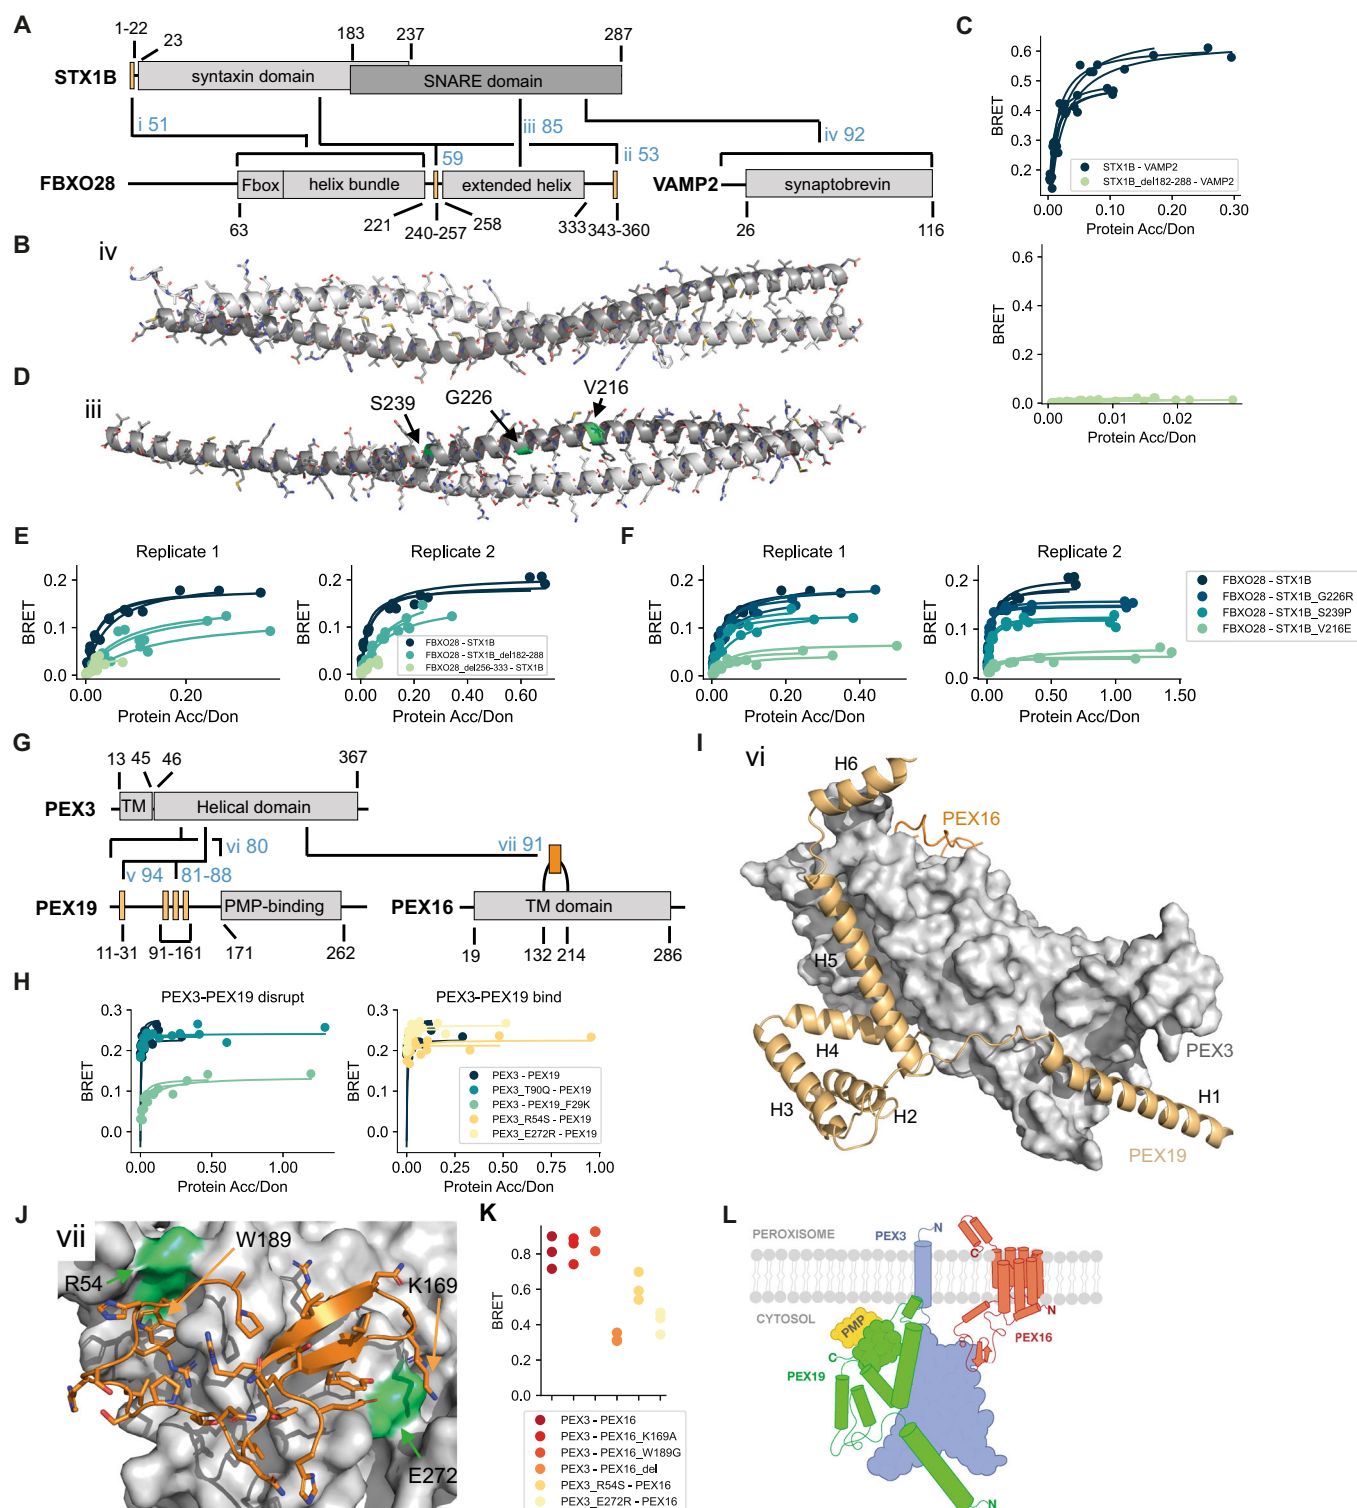 A
1-22
23
183
237
287
STX1B
syntaxin domain
SNARE domain
i 51
iii 85
iv 92
59
ii 53
FBXO28
Fbox
helix bundle
extended helix
VAMP2
synaptobrevin
63
221
240-257
258
333
343-360
26
116
B
iv
C
BRET
0.6
0.5
0.4
0.3
0.2
STX1B - VAMP2
STX1B_del182-288 - VAMP2
0.00
0.10
0.20
0.30
Protein Acc/Don
BRET
0.6
0.4
0.2
0.0
0.00
0.01
0.02
Protein Acc/Don
D
iii
S239
G226
V216
E
Replicate 1
BRET
0.2
0.1
0.0
0.00
0.20
Protein Acc/Don
Replicate 2
BRET
0.2
0.1
0.0
FBXO28 - STX1B
FBXO28 - STX1B_del182-288
FBXO28_del256-333 - STX1B
0.00
0.20
0.40
0.60
Protein Acc/Don
F
Replicate 1
BRET
0.2
0.1
0.0
0.00
0.20
0.40
Protein Acc/Don
Replicate 2
BRET
0.2
0.1
0.0
0.00
0.50
1.00
1.50
Protein Acc/Don
FBXO28 - STX1B
FBXO28 - STX1B_G226R
FBXO28 - STX1B_S239P
FBXO28 - STX1B_V216E
G
13
45
46
367
PEX3
TM
Helical domain
vi 80
vii 91
v 94
81-88
PEX19
PMP-binding
PEX16
TM domain
11-31
91-161
171
262
19
132
214
286
H
PEX3-PEX19 disrupt
BRET
0.3
0.2
0.1
0.0
0.00
0.50
1.00
Protein Acc/Don
PEX3-PEX19 bind
BRET
0.3
0.2
0.1
0.0
PEX3 - PEX19
PEX3_T90Q - PEX19
PEX3 - PEX19_F29K
PEX3_R54S - PEX19
PEX3_E272R - PEX19
0.00
0.25
0.50
0.75
1.00
Protein Acc/Don
I
vi
H6
PEX16
H5
H4
H3
H2
H1
PEX3
PEX19
J
vii
W189
R54
K169
E272
K
BRET
0.8
0.6
0.4
0.2
0.0
PEX3 - PEX16
PEX3 - PEX16_K169A
PEX3 - PEX16_W189G
PEX3 - PEX16_del
PEX3_R54S - PEX16
PEX3_E272R - PEX16
L
PEROXISOME
PEX3
N
C
CYTOSOL
PMP
N
PEX16
C
PEX19
N